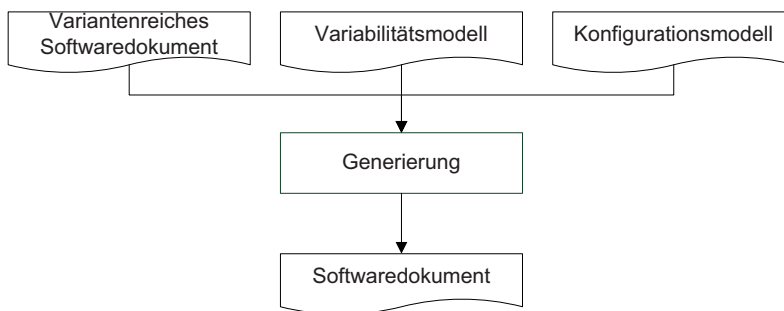 Variantenreiches
Softwaredokument
Variabilitätsmodell
Konfigurationsmodell
Generierung
Softwaredokument